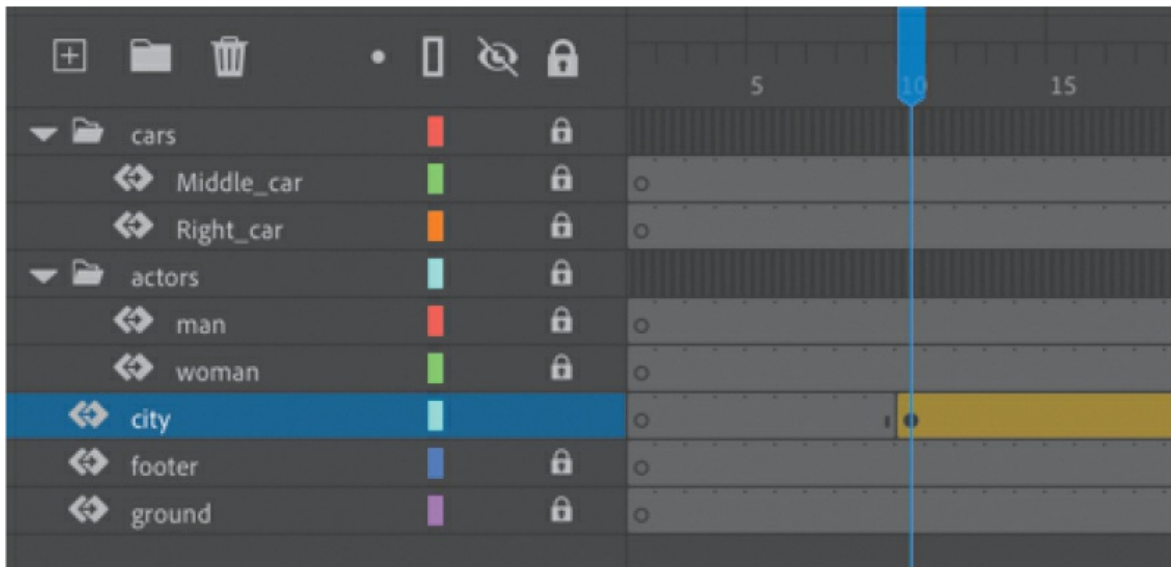 5 10 15
cars
Middle_car
Right_car
actors
man
woman
city
footer
ground